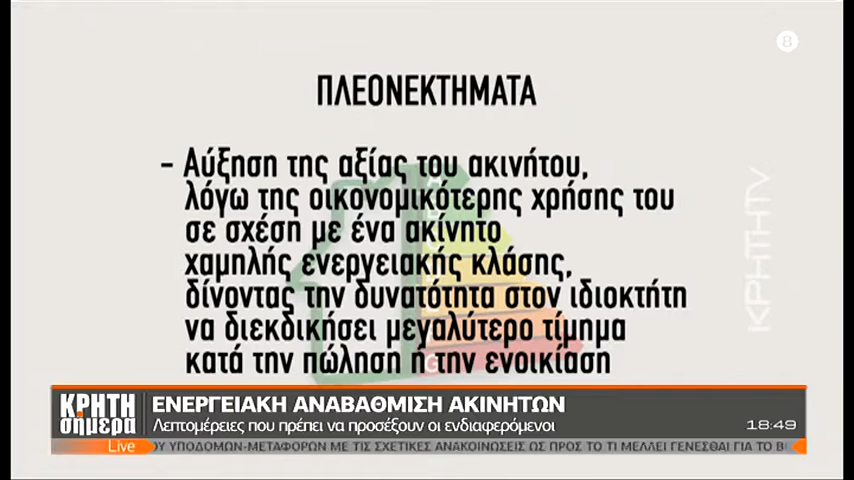 8
ΠΛΕΟΝΕΚΤΗΜΑΤΑ
- Αύξηση της αξίας του ακινήτου,
λόγω της οικονομικότερης χρήσης του
σε σχέση με ένα ακίνητο
χαμηλής ενεργειακής κλάσης,
δίνοντας την δυνατότητα στον ιδιοκτήτη
να διεκδικήσει μεγαλύτερο τίμημα
κατά την πώληση ή την ενοικίαση
G
ΚΡΗΤΗTV
ΚΡΗΤΗ
σήμερα
Live
ΕΝΕΡΓΕΙΑΚΗ ΑΝΑΒΑΘΜΙΣΗ ΑΚΙΝΗΤΩΝ
Λεπτομέρειες που πρέπει να προσέξουν οι ενδιαφερόμενοι
18:49
ΟΥ ΥΠΟΔΟΜΩΝ-ΜΕΤΑΦΟΡΩΝ ΜΕ ΤΙΣ ΣΧΕΤΙΚΕΣ ΑΝΑΚΟΙΝΩΣΕΙΣ ΩΣ ΠΡΟΣ ΤΟ ΤΙ ΜΕΛΛΕΙ ΓΕΝΕΣΘΑΙ ΓΙΑ ΤΟ